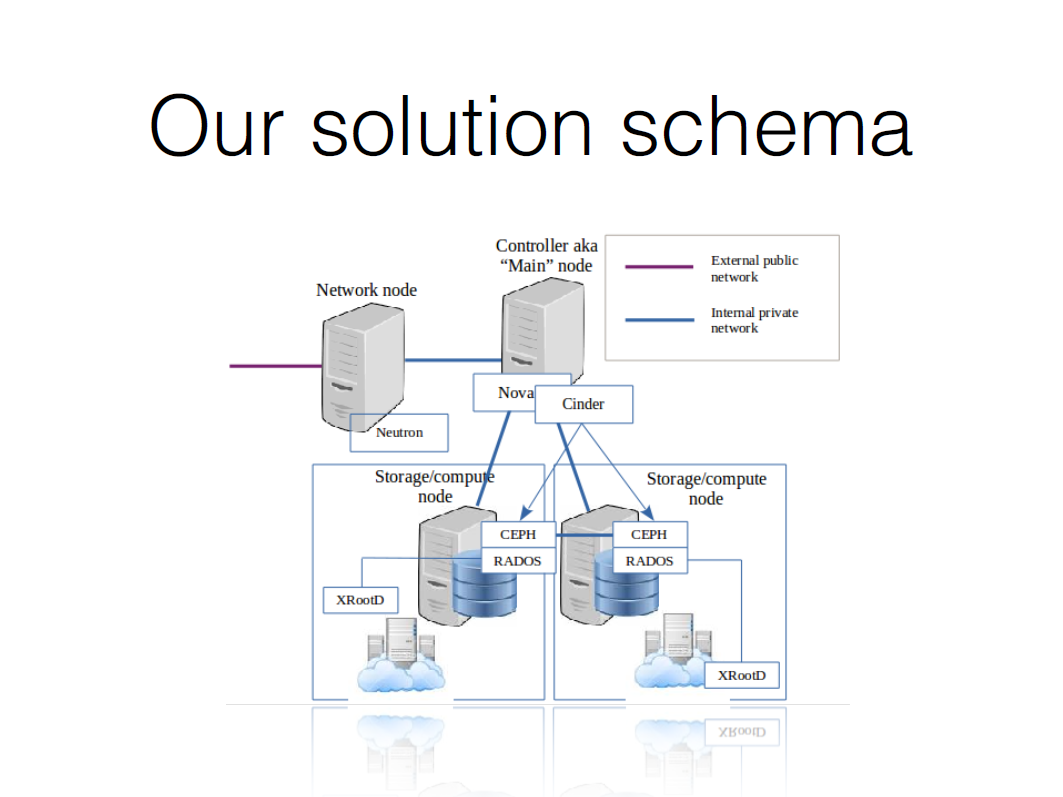 Our solution schema
Controller aka
“Main” node
External public
network
Network node
Internal private
network
Nova
Cinder
Neutron
Storage/compute
node
Storage/compute
node
CEPH
CEPH
RADOS
RADOS
XRootD
XRootD
XRootD